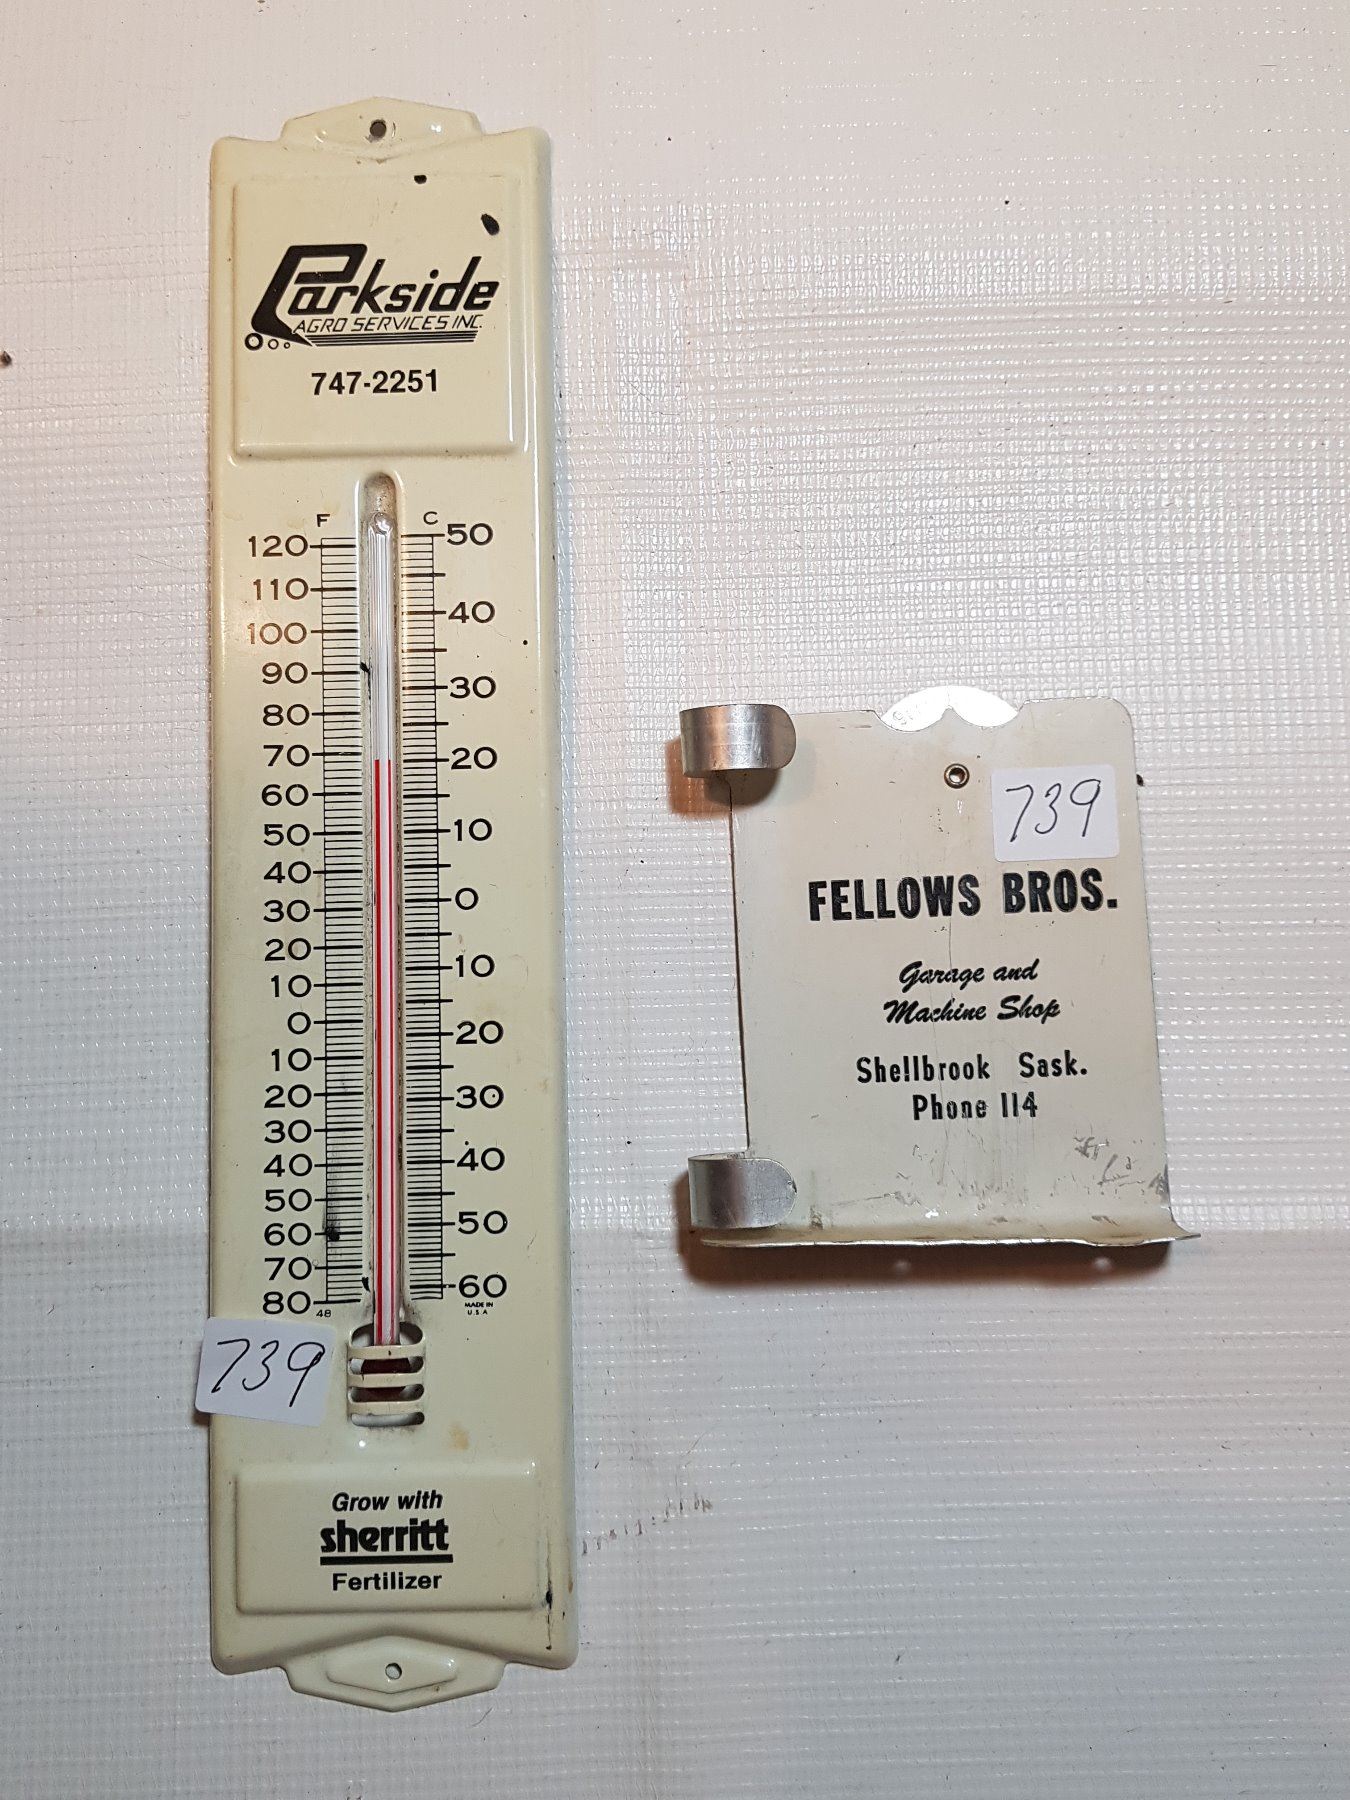 Parkside
AGRO SERVICES INC.
747-2251
F C
120 50
110
100 40
90
80 30
70 20
60
50 10
40
30 0
20
10 10
0
10 20
20 30
30
40 40
50 50
60
70
80 60
48
MADE IN
U.S.A
739
Grow with
sherritt
Fertilizer
739
FELLOWS BROS.
Garage and
Machine Shop
Shellbrook Sask.
Phone 114